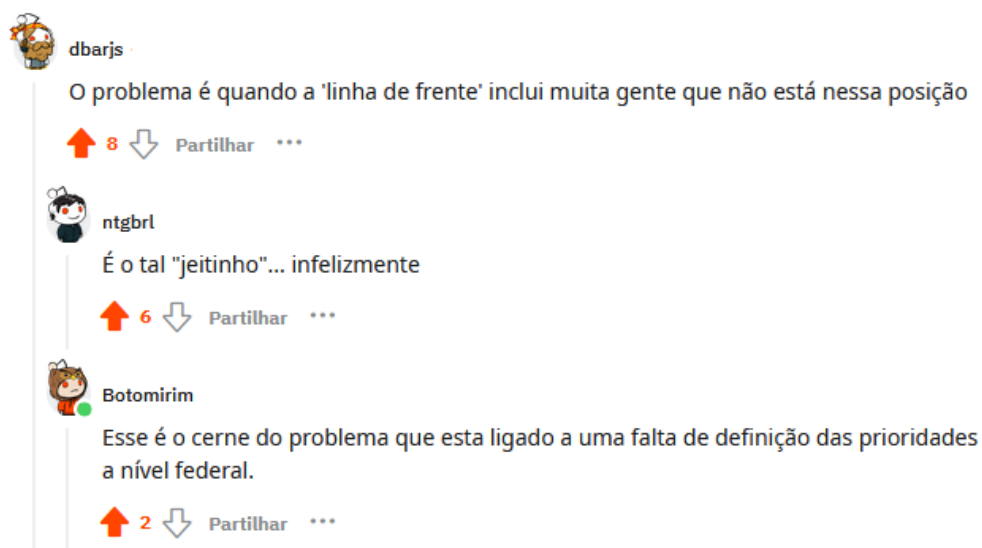 dbarjs
O problema é quando a 'linha de frente' inclui muita gente que não está nessa posição
8 Partilhar ...
ntgbrl
É o tal "jeitinho"... infelizmente
6 Partilhar ...
Botomirim
Esse é o cerne do problema que esta ligado a uma falta de definição das prioridades
a nível federal.
2 Partilhar ...